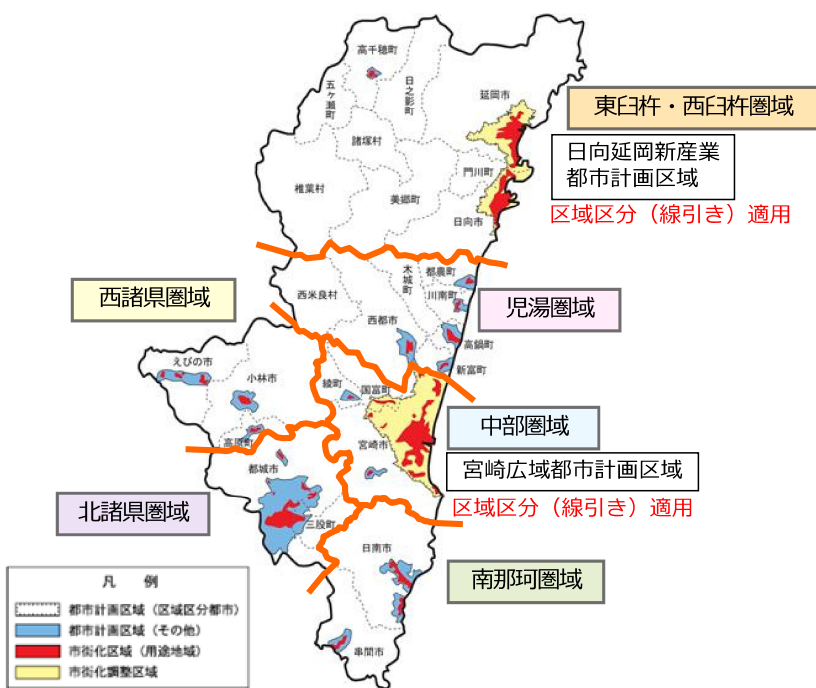 高千穂町
五ヶ瀬町
日之影町
延岡市
東臼杵・西臼杵圏域
日向延岡新産業
都市計画区域
区域区分（線引き）適用
諸塚村
門川町
椎葉村
美郷町
日向市
西諸県圏域
西米良村
木城町
都農町
川南町
児湯圏域
西都市
高鍋町
新富町
えびの市
小林市
綾町
国富町
高原町
中部圏域
宮崎市
宮崎広域都市計画区域
都城市
区域区分（線引き）適用
北諸県圏域
三股町
日南市
南那珂圏域
串間市
凡 例
都市計画区域（区域区分都市）
都市計画区域（その他）
市街化区域（用途地域）
市街化調整区域